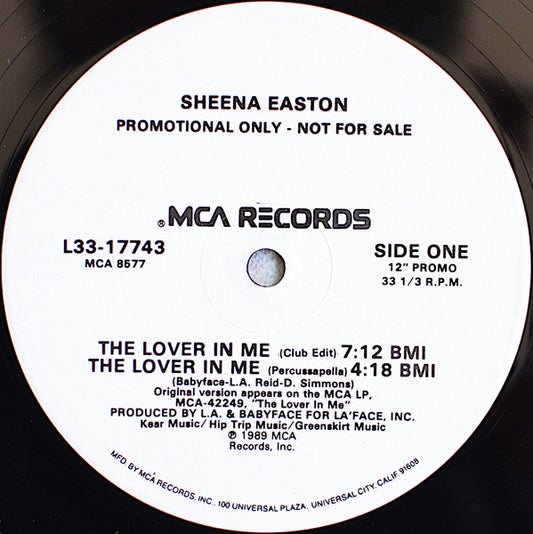 SHEENA EASTON
PROMOTIONAL ONLY - NOT FOR SALE
® MCA RECORDS
L33-17743
MCA 8577
SIDE ONE
12" PROMO
33 1/3 R.P.M.
THE LOVER IN ME (Club Edit) 7:12 BMI
THE LOVER IN ME (Percussapella) 4:18 BMI
(Babyface-L.A. Reid-D. Simmons)
Original version appears on the MCA LP,
MCA-42249, "The Lover In Me"
PRODUCED BY L.A. & BABYFACE FOR LA'FACE, INC.
Kear Music/Hip Trip Music/Greenskirt Music
℗ 1989 MCA
Records, Inc.
MFD. BY MCA RECORDS, INC., 100 UNIVERSAL PLAZA, UNIVERSAL CITY, CALIF. 91608